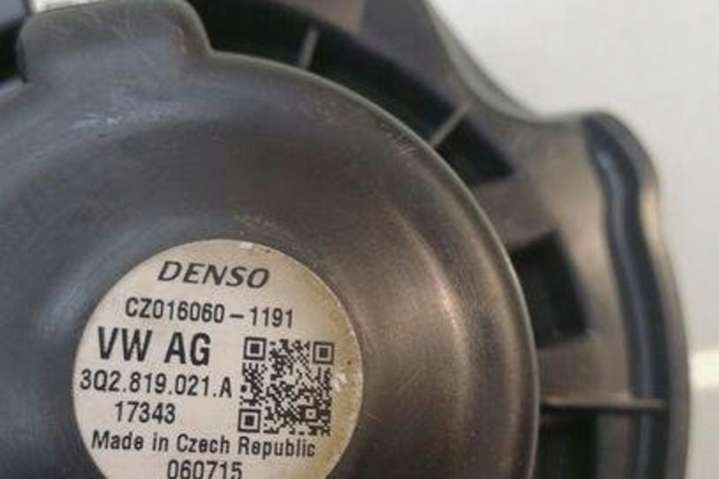 DENSO
CZ016060-1191
VW AG
3Q2.819.021.A
17343
Made in Czech Republic
060715